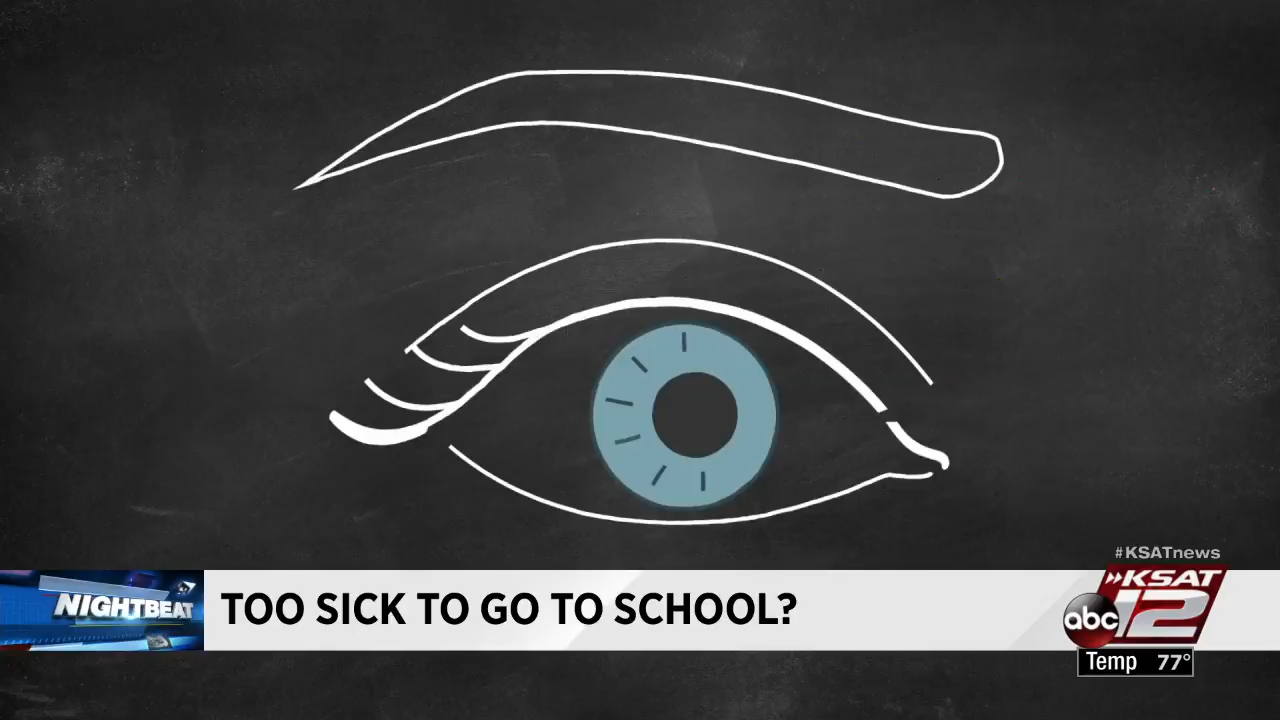 #KSATnews
NIGHTBEAT
TOO SICK TO GO TO SCHOOL?
KSAT
abc 12
Temp 77°